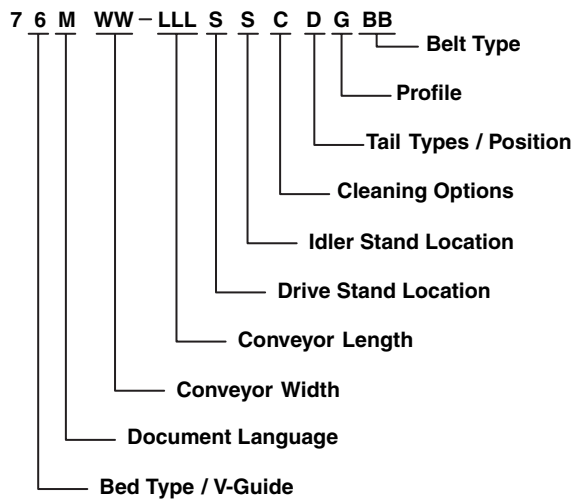 7 6 M WW – LLL S S C D G BB
Belt Type
Profile
Tail Types / Position
Cleaning Options
Idler Stand Location
Drive Stand Location
Conveyor Length
Conveyor Width
Document Language
Bed Type / V-Guide